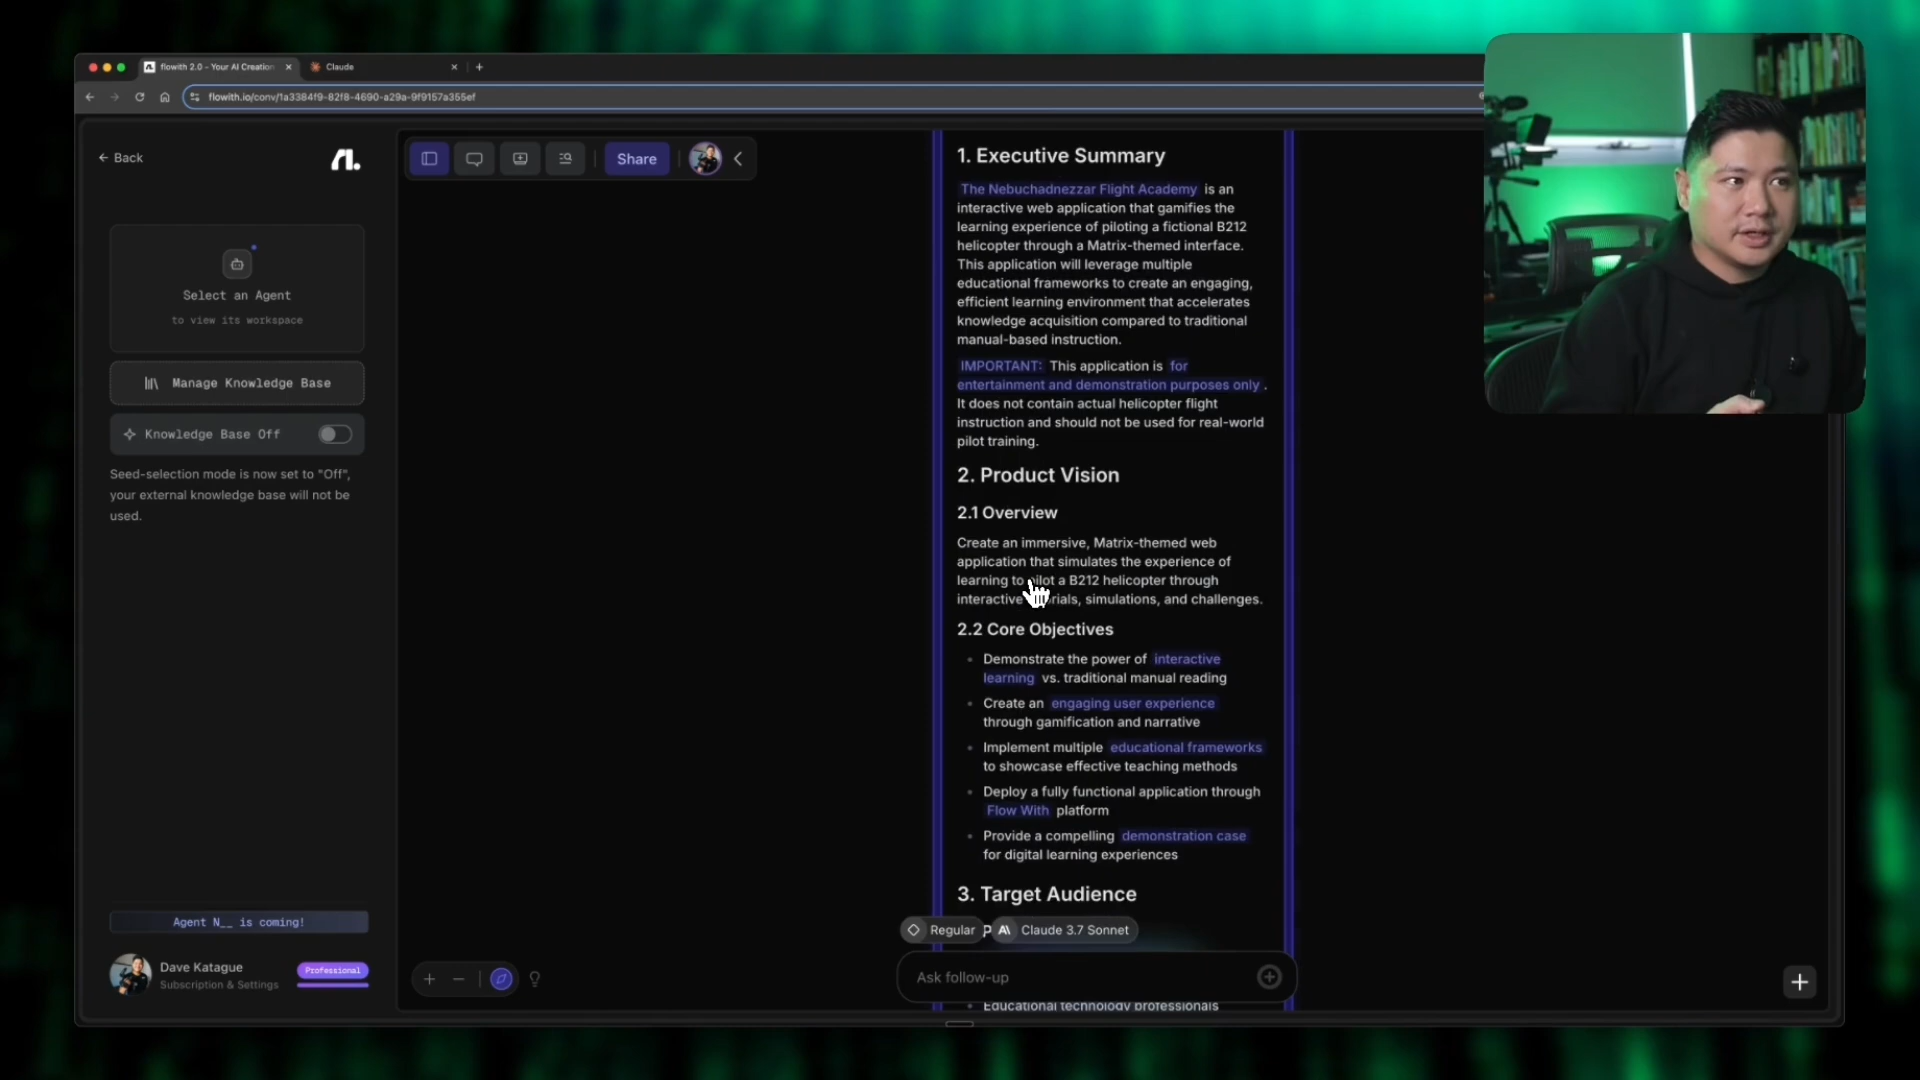 flowith 2.0 - Your AI Creation
Claude
flowith.io/conv/1a3384f9-82f8-4690-a29a-9f9157a355ef
Back
Share
Select an Agent
to view its workspace
Manage Knowledge Base
Knowledge Base Off
Seed-selection mode is now set to "Off",
your external knowledge base will not be
used.
Agent N__ is coming!
Dave Katague
Subscription & Settings
Professional
1. Executive Summary
The Nebuchadnezzar Flight Academy is an
interactive web application that gamifies the
learning experience of piloting a fictional B212
helicopter through a Matrix-themed interface.
This application will leverage multiple
educational frameworks to create an engaging,
efficient learning environment that accelerates
knowledge acquisition compared to traditional
manual-based instruction.
IMPORTANT: This application is for
entertainment and demonstration purposes only .
It does not contain actual helicopter flight
instruction and should not be used for real-world
pilot training.
2. Product Vision
2.1 Overview
Create an immersive, Matrix-themed web
application that simulates the experience of
learning to pilot a B212 helicopter through
interactive simulations, and challenges.
2.2 Core Objectives
Demonstrate the power of interactive
learning vs. traditional manual reading
Create an engaging user experience
through gamification and narrative
Implement multiple educational frameworks
to showcase effective teaching methods
Deploy a fully functional application through
Flow With platform
Provide a compelling demonstration case
for digital learning experiences
3. Target Audience
Regular
Claude 3.7 Sonnet
Ask follow-up
Educational technology professionals